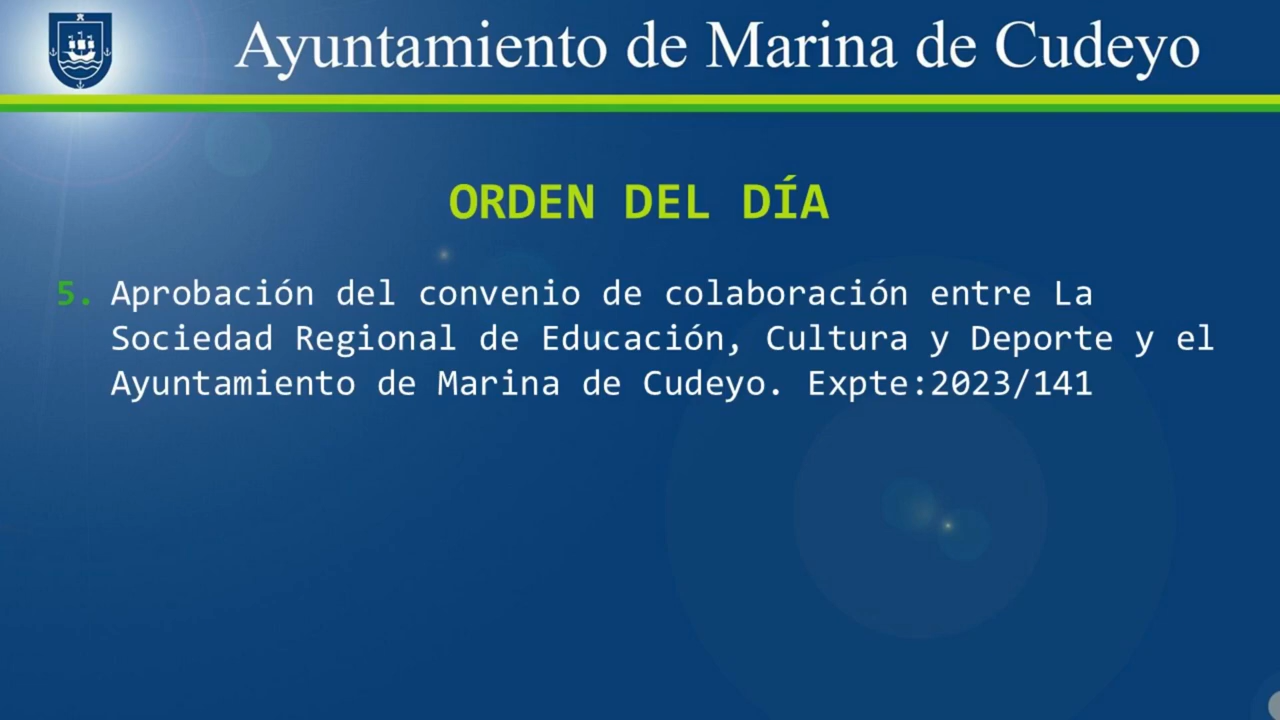 Ayuntamiento de Marina de Cudeyo
ORDEN DEL DÍA
5. Aprobación del convenio de colaboración entre La
Sociedad Regional de Educación, Cultura y Deporte y el
Ayuntamiento de Marina de Cudeyo. Expte:2023/141